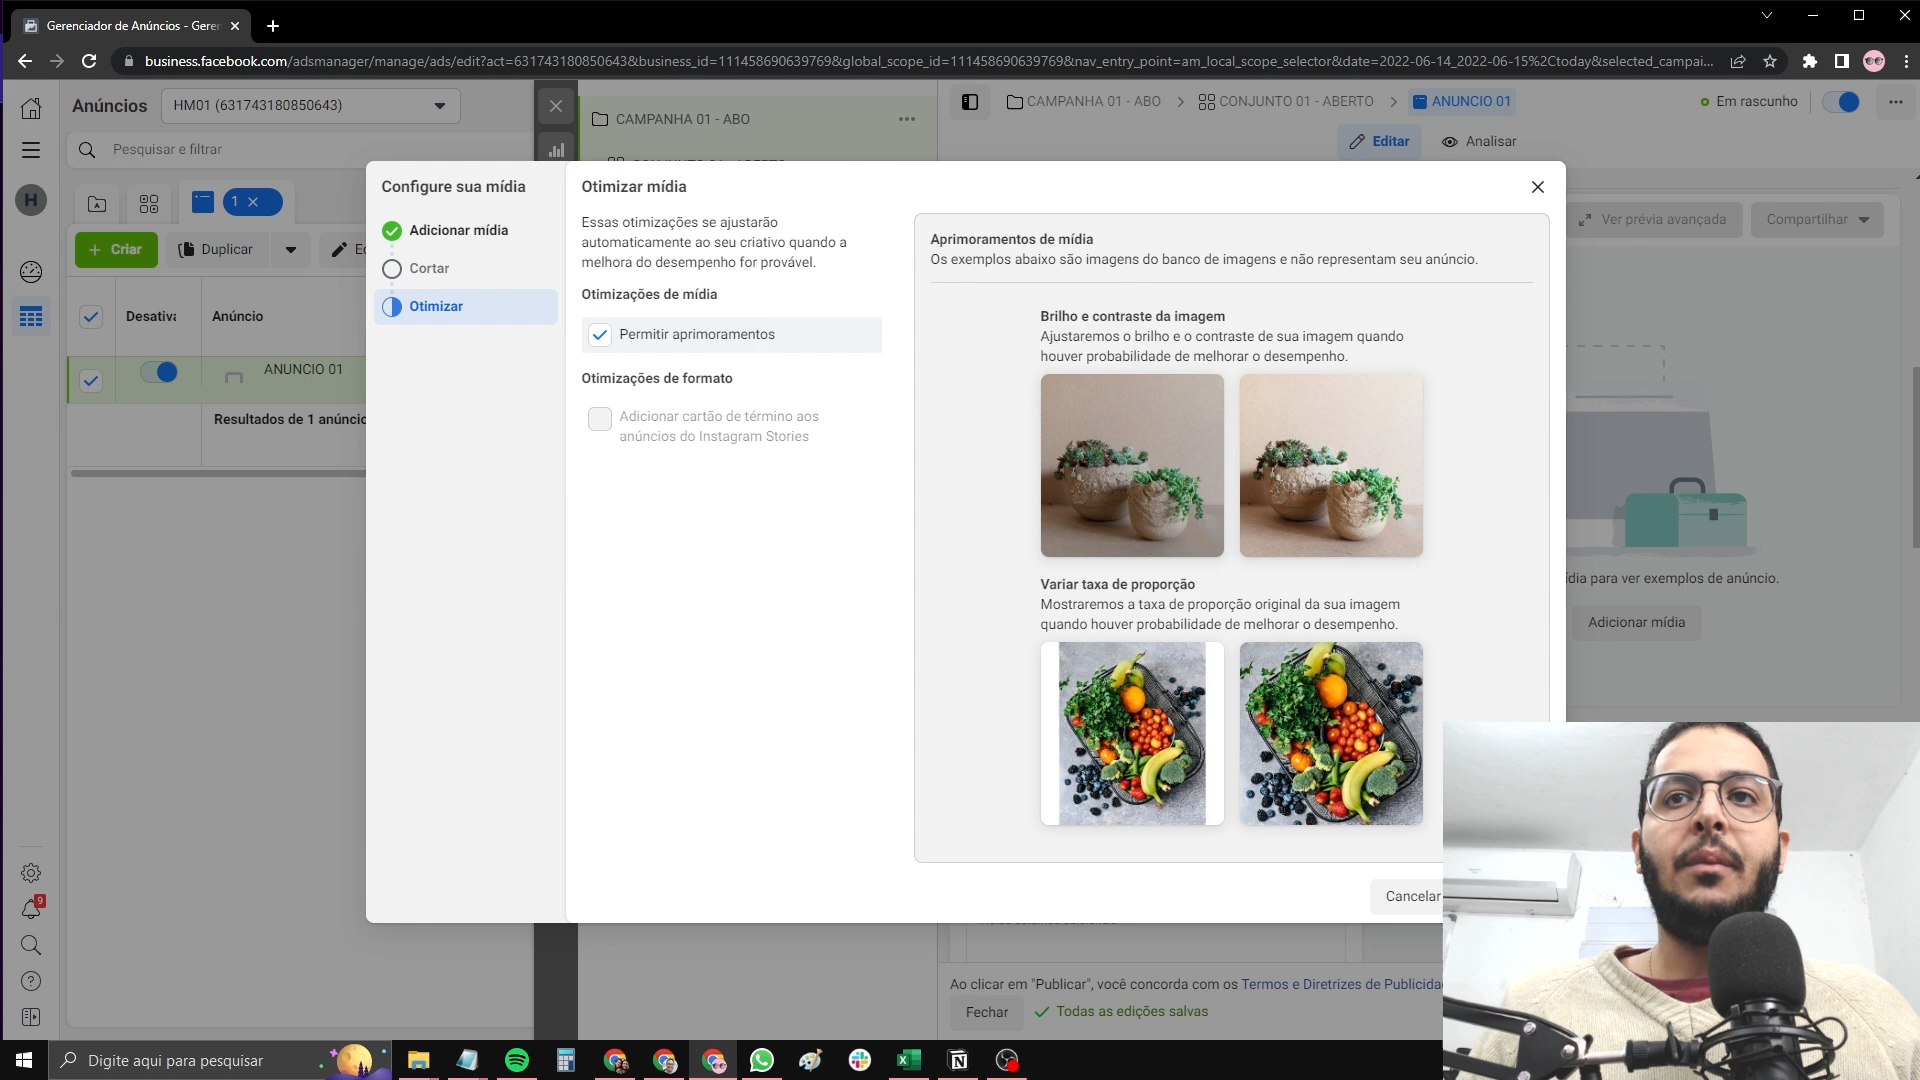 Gerenciador de Anúncios - Geren
business.facebook.com/adsmanager/manage/ads/edit?act=631743180850643&business_id=111458690639769&global_scope_id=111458690639769&nav_entry_point=am_local_scope_selector&date=2022-06-14_2022-06-15%2Ctoday&selected_campai...
Anúncios
HM01 (631743180850643)
Pesquisar e filtrar
H
1
Criar
Duplicar
Desativa
Anúncio
ANUNCIO 01
Resultados de 1 anúncio
9
CAMPANHA 01 - ABO
CAMPANHA 01 - ABO
CONJUNTO 01 - ABERTO
ANUNCIO 01
Em rascunho
Editar
Analisar
Ver prévia avançada
Compartilhar
Configure sua mídia
Adicionar mídia
Cortar
Otimizar
Otimizar mídia
Essas otimizações se ajustarão
automaticamente ao seu criativo quando a
melhora do desempenho for provável.
Otimizações de mídia
Permitir aprimoramentos
Otimizações de formato
Adicionar cartão de término aos
anúncios do Instagram Stories
Aprimoramentos de mídia
Os exemplos abaixo são imagens do banco de imagens e não representam seu anúncio.
Brilho e contraste da imagem
Ajustaremos o brilho e o contraste de sua imagem quando
houver probabilidade de melhorar o desempenho.
Variar taxa de proporção
Mostraremos a taxa de proporção original da sua imagem
quando houver probabilidade de melhorar o desempenho.
Cancelar
ídia para ver exemplos de anúncio.
Adicionar mídia
Ao clicar em "Publicar", você concorda com os Termos e Diretrizes de Publicida
Fechar
Todas as edições salvas
Digite aqui para pesquisar